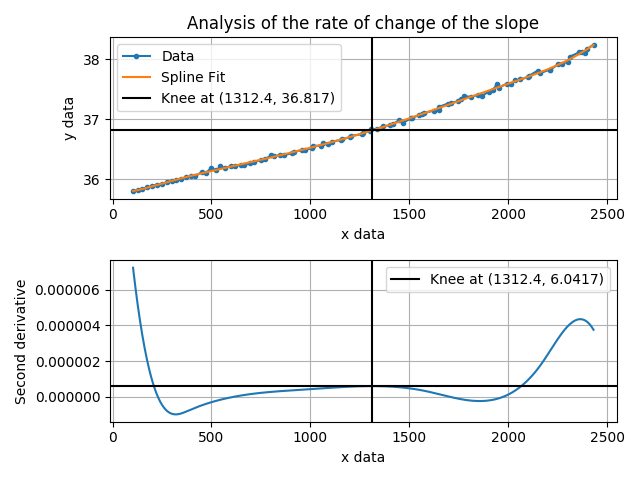 Analysis of the rate of change of the slope
Data
Spline Fit
Knee at (1312.4, 36.817)
y data
38
37
36
0
500
1000
1500
2000
2500
x data
Knee at (1312.4, 6.0417)
Second derivative
0.000006
0.000004
0.000002
0.000000
0
500
1000
1500
2000
2500
x data